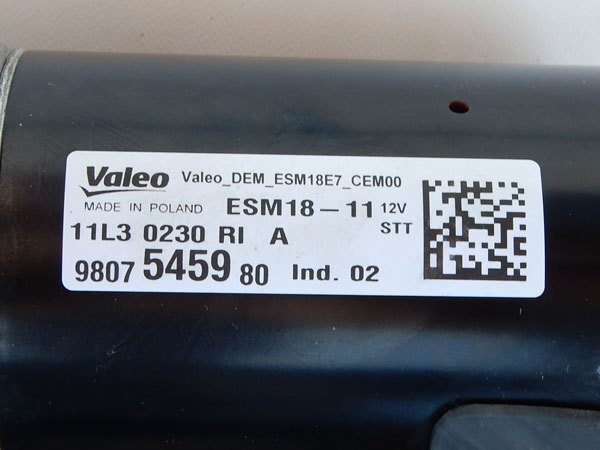 Valeo Valeo_DEM_ESM18E7_CEM00
MADE IN POLAND ESM18-11 12V
STT
11L3 0230 RI A
9807 5459 80 Ind. 02